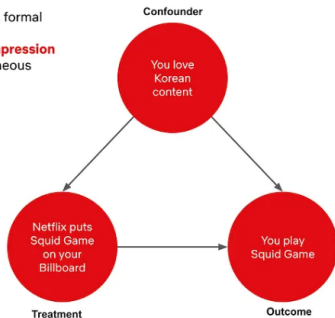 formal
pression
neous
Confounder
You love
Korean
content
Netflix puts
Squid Game
on your
Billboard
You play
Squid Game
Treatment
Outcome